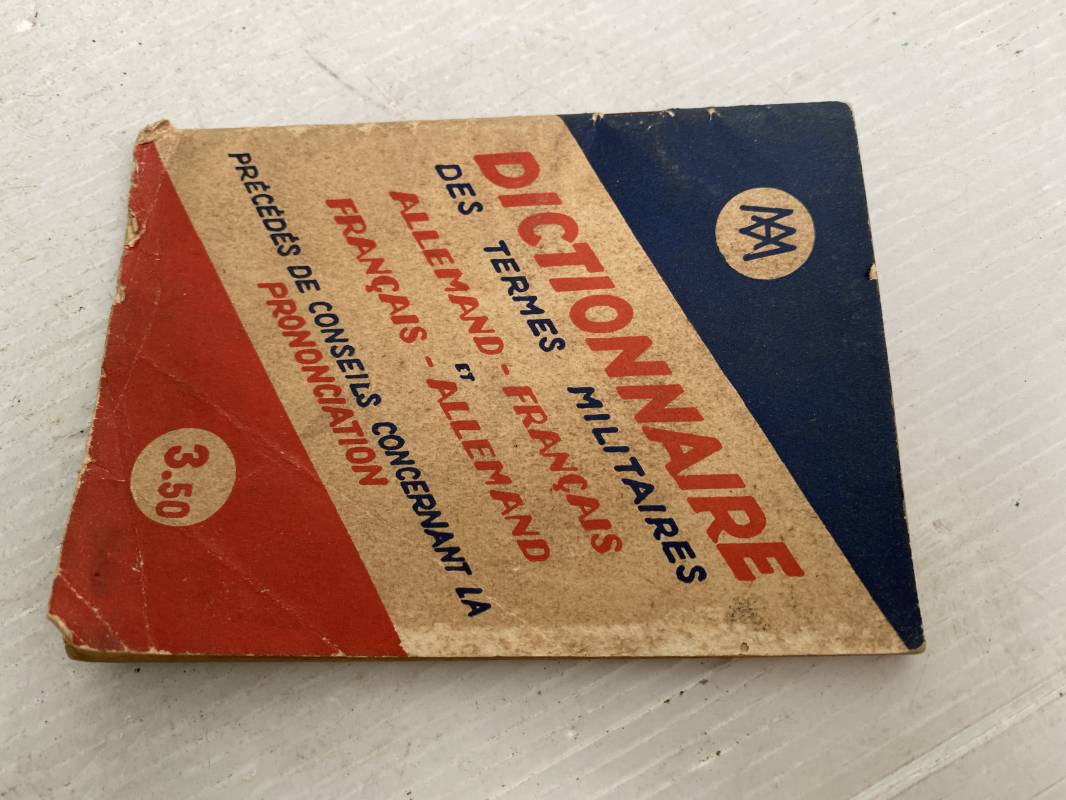 DICTIONNAIRE
DES TERMES MILITAIRES
ALLEMAND - FRANÇAIS
ET
FRANÇAIS - ALLEMAND
PRÉCÉDÉS DE CONSEILS CONCERNANT LA
PRONONCIATION
3.50